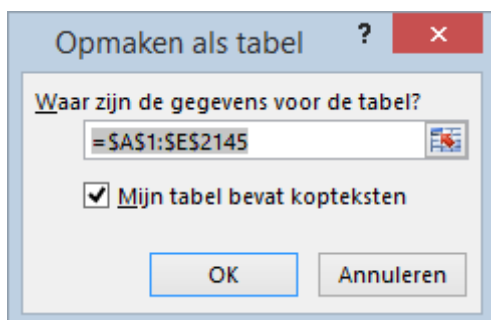 Opmaken als tabel ? ×
Waar zijn de gegevens voor de tabel?
=$A$1:$E$2145
Mijn tabel bevat kopteksten
OK Annuleren